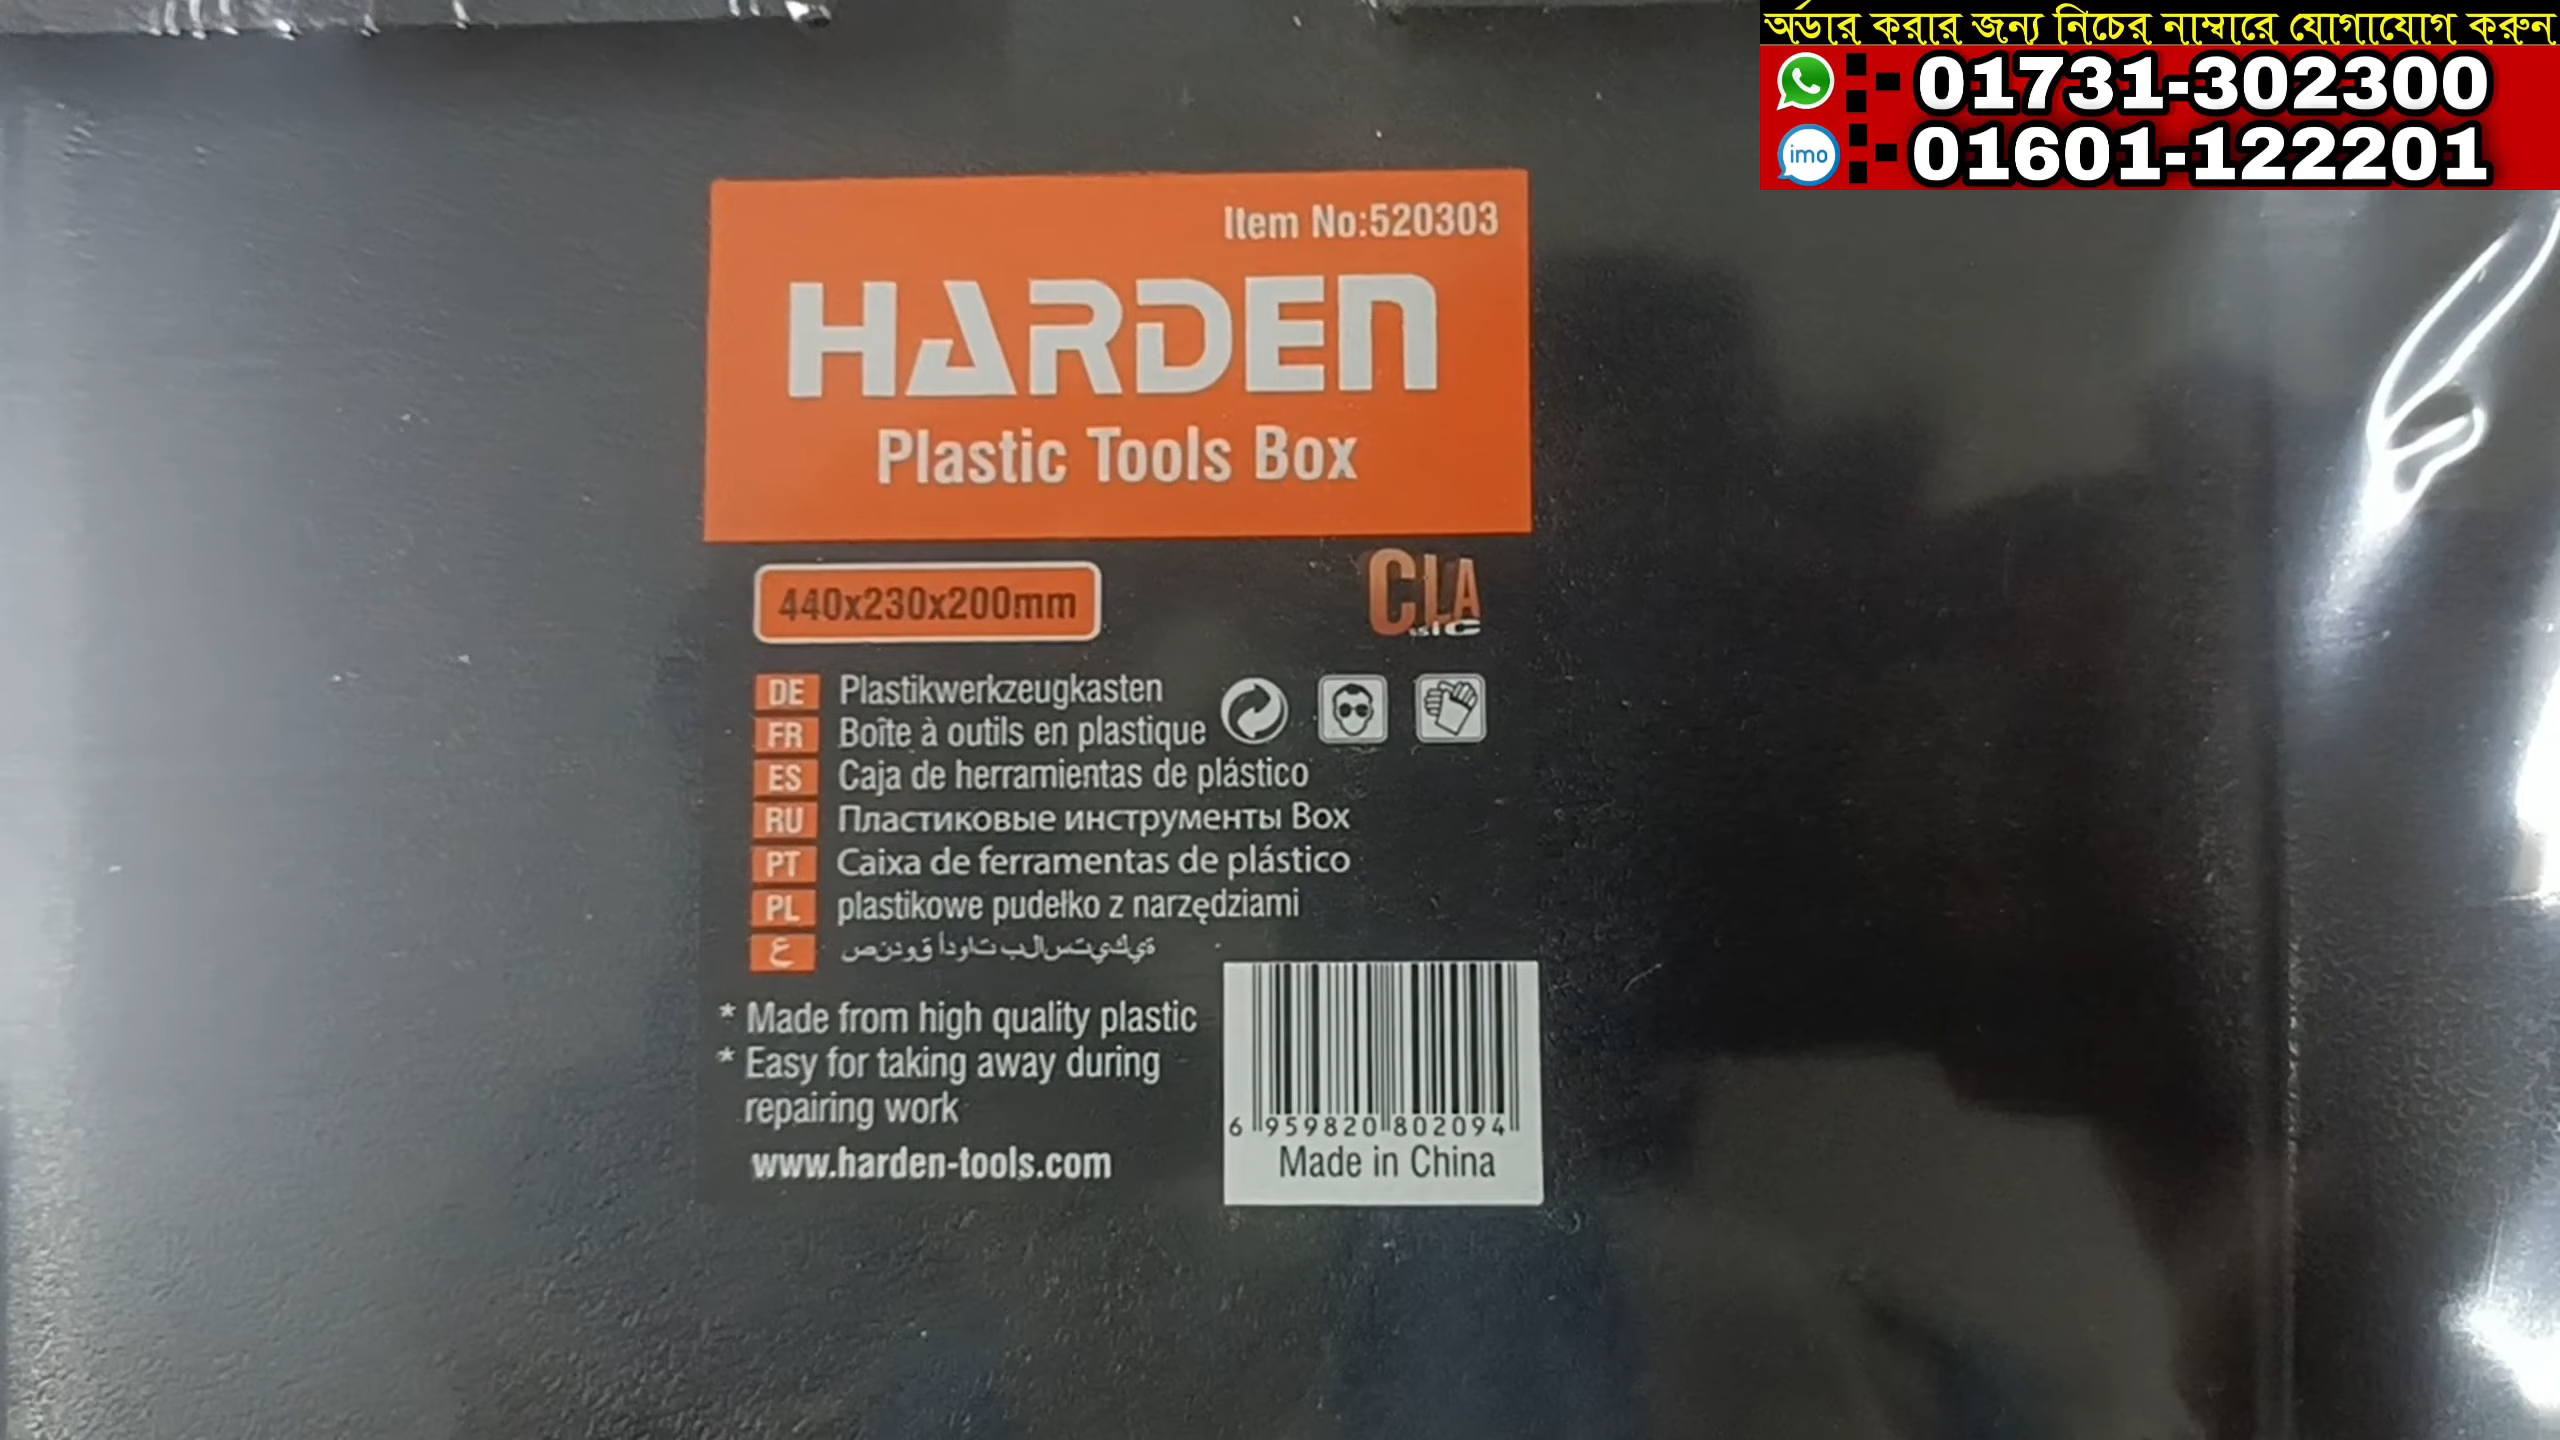 অর্ডার করার জন্য নিচের নাম্বারে যোগাযোগ করুন
:- 01731-302300
imo :- 01601-122201
Item No:520303
HARDEN
Plastic Tools Box
440x230x200mm
CLA
SSIC
DE Plastikwerkzeugkasten
FR Boîte à outils en plastique
ES Caja de herramientas de plástico
RU Пластиковые инструменты Box
PT Caixa de ferramentas de plástico
PL plastikowe pudełko z narzędziami
ع صندوق أدوات بلاستيكية
* Made from high quality plastic
* Easy for taking away during
repairing work
www.harden-tools.com
6 959820 802094
Made in China